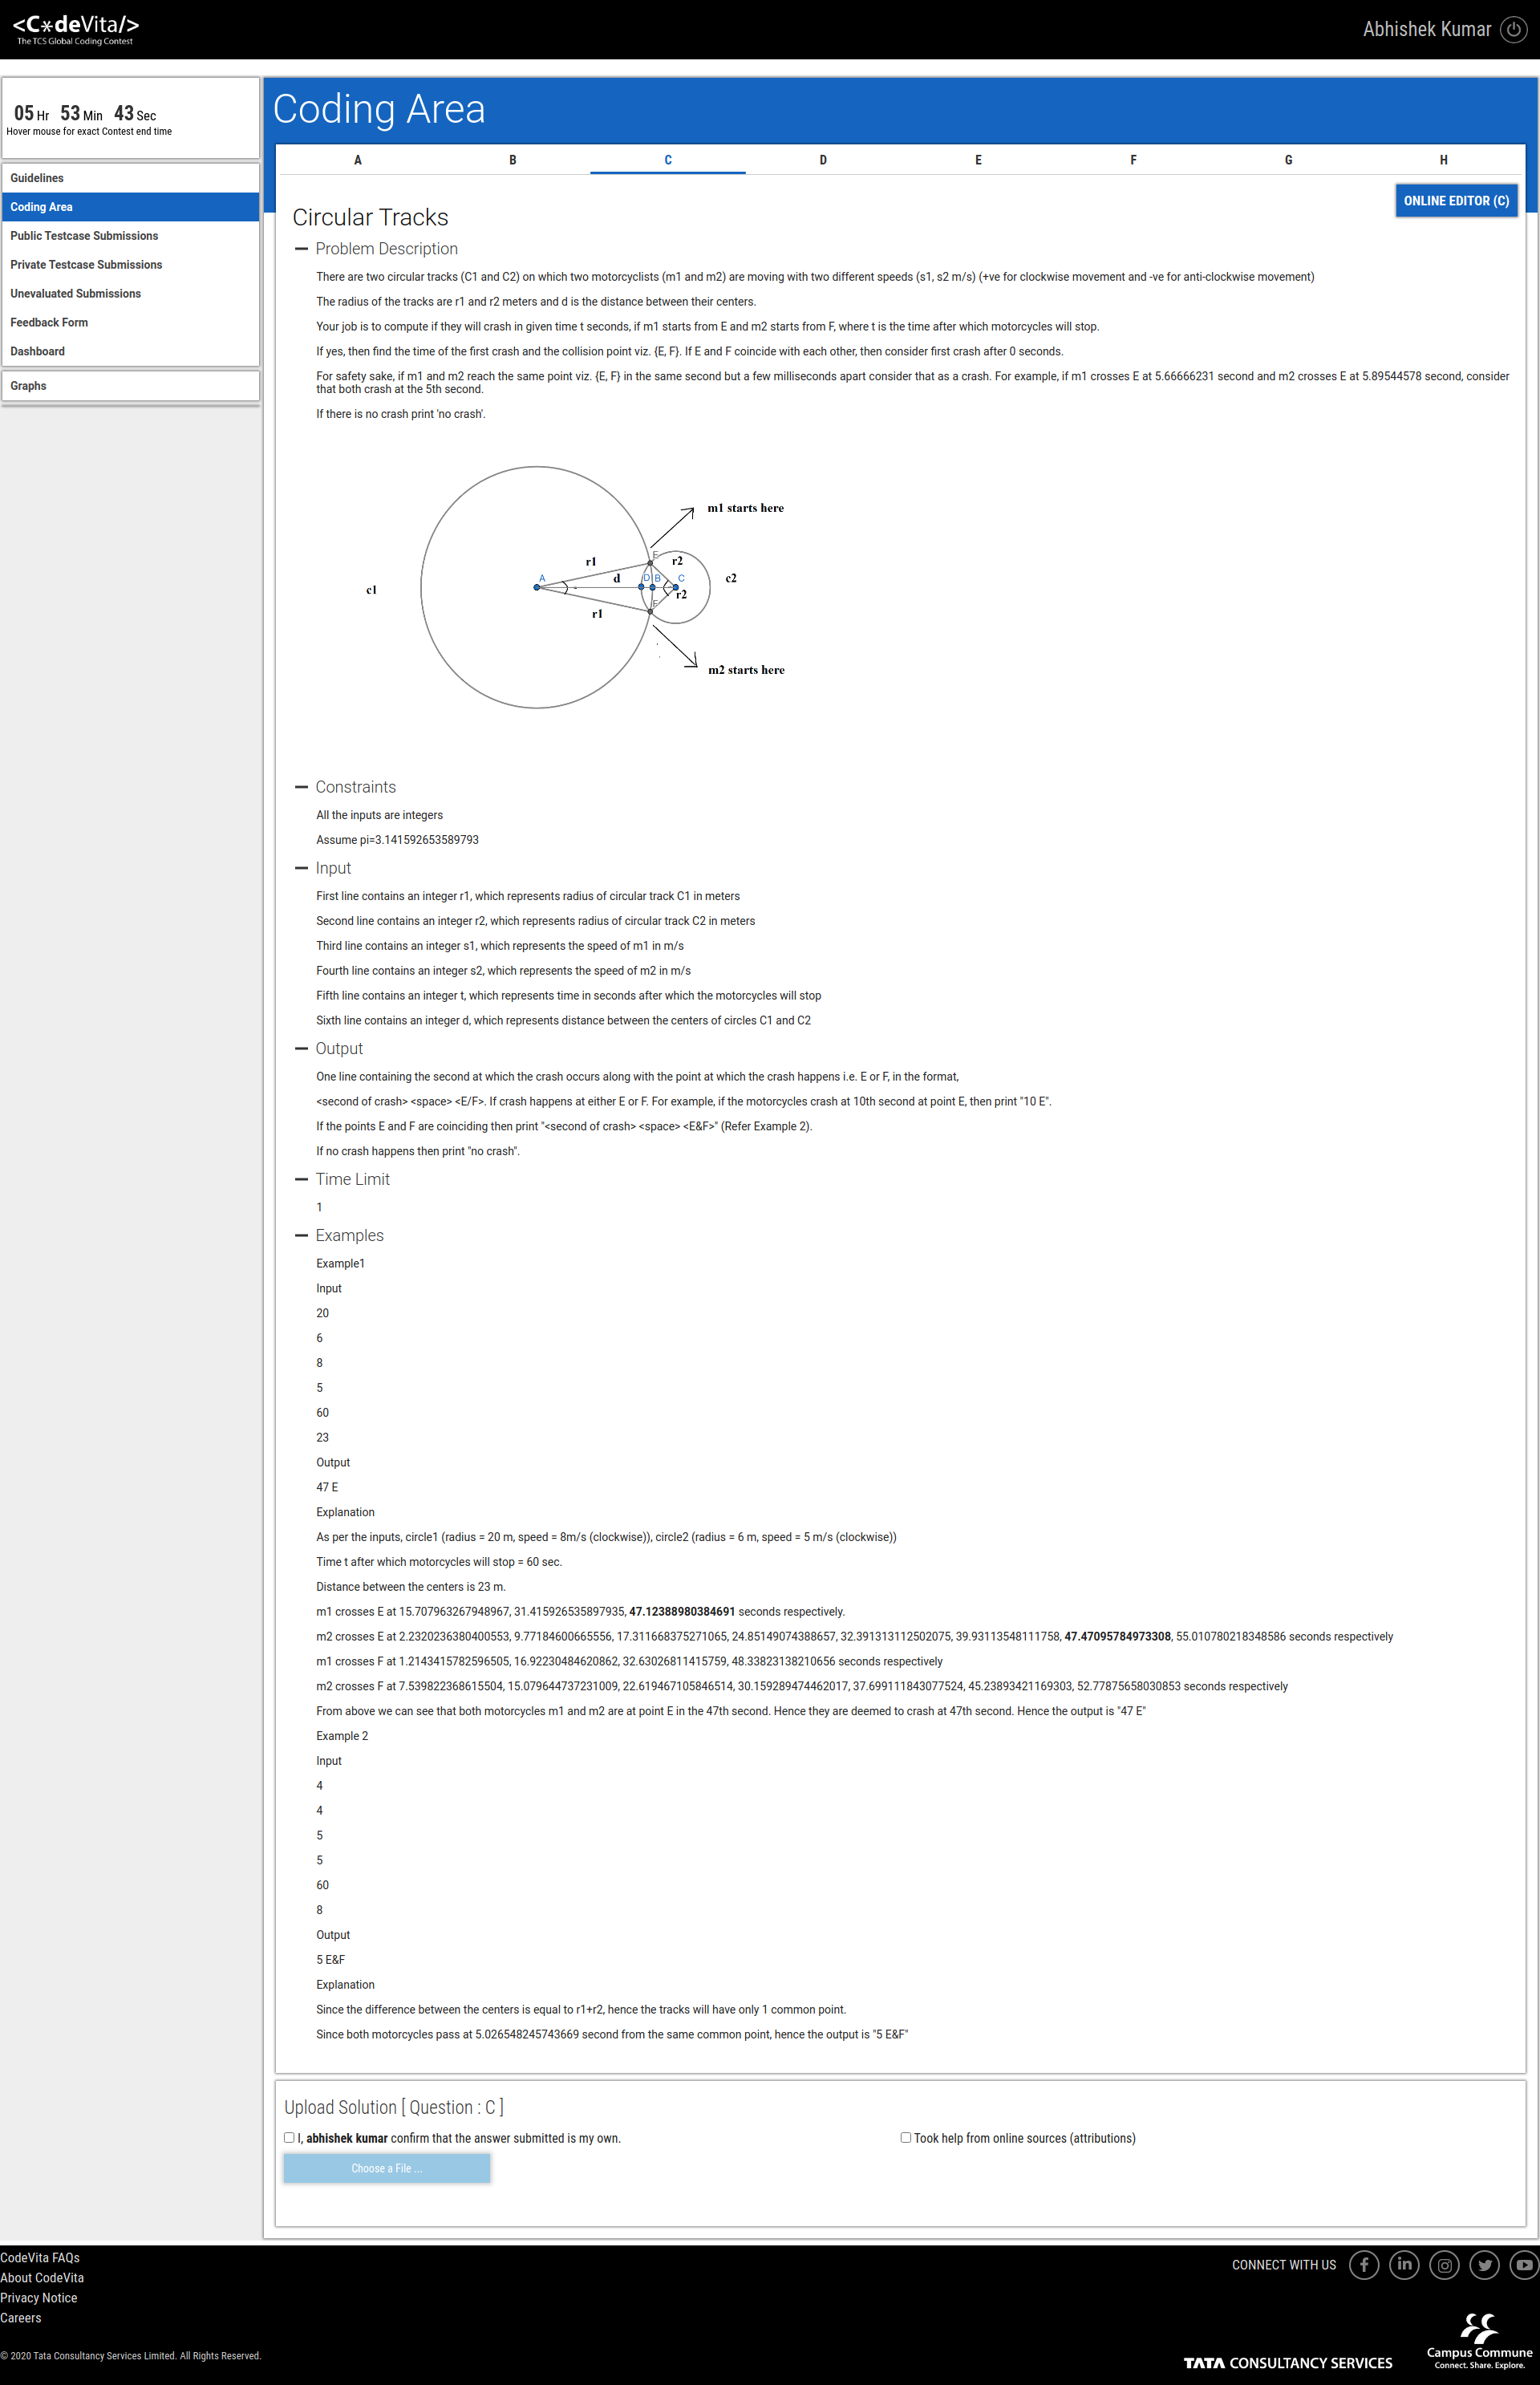 <C*deVita/>
The TCS Global Coding Contest
Abhishek Kumar
05 Hr 53 Min 43 Sec
Hover mouse for exact Contest end time
Guidelines
Coding Area
Public Testcase Submissions
Private Testcase Submissions
Unevaluated Submissions
Feedback Form
Dashboard
Graphs
Coding Area
A B C D E F G H
ONLINE EDITOR (C)
Circular Tracks
Problem Description
There are two circular tracks (C1 and C2) on which two motorcyclists (m1 and m2) are moving with two different speeds (s1, s2 m/s) (+ve for clockwise movement and -ve for anti-clockwise movement)
The radius of the tracks are r1 and r2 meters and d is the distance between their centers.
Your job is to compute if they will crash in given time t seconds, if m1 starts from E and m2 starts from F, where t is the time after which motorcycles will stop.
If yes, then find the time of the first crash and the collision point viz. {E, F}. If E and F coincide with each other, then consider first crash after 0 seconds.
For safety sake, if m1 and m2 reach the same point viz. {E, F} in the same second but a few milliseconds apart consider that as a crash. For example, if m1 crosses E at 5.66666231 second and m2 crosses E at 5.89544578 second, consider
that both crash at the 5th second.
If there is no crash print 'no crash'.
m1 starts here
E
r1
r2
A
d
D
B
C
c2
c1
r2
F
r1
m2 starts here
Constraints
All the inputs are integers
Assume pi=3.141592653589793
Input
First line contains an integer r1, which represents radius of circular track C1 in meters
Second line contains an integer r2, which represents radius of circular track C2 in meters
Third line contains an integer s1, which represents the speed of m1 in m/s
Fourth line contains an integer s2, which represents the speed of m2 in m/s
Fifth line contains an integer t, which represents time in seconds after which the motorcycles will stop
Sixth line contains an integer d, which represents distance between the centers of circles C1 and C2
Output
One line containing the second at which the crash occurs along with the point at which the crash happens i.e. E or F, in the format,
<second of crash> <space> <E/F>. If crash happens at either E or F. For example, if the motorcycles crash at 10th second at point E, then print "10 E".
If the points E and F are coinciding then print "<second of crash> <space> <E&F>" (Refer Example 2).
If no crash happens then print "no crash".
Time Limit
1
Examples
Example1
Input
20
6
8
5
60
23
Output
47 E
Explanation
As per the inputs, circle1 (radius = 20 m, speed = 8m/s (clockwise)), circle2 (radius = 6 m, speed = 5 m/s (clockwise))
Time t after which motorcycles will stop = 60 sec.
Distance between the centers is 23 m.
m1 crosses E at 15.707963267948967, 31.415926535897935, 47.12388980384691 seconds respectively.
m2 crosses E at 2.2320236380400553, 9.77184600665556, 17.311668375271065, 24.85149074388657, 32.391313112502075, 39.93113548111758, 47.47095784973308, 55.010780218348586 seconds respectively
m1 crosses F at 1.2143415782596505, 16.92230484620862, 32.63026811415759, 48.33823138210656 seconds respectively
m2 crosses F at 7.539822368615504, 15.079644737231009, 22.619467105846514, 30.159289474462017, 37.699111843077524, 45.23893421169303, 52.77875658030853 seconds respectively
From above we can see that both motorcycles m1 and m2 are at point E in the 47th second. Hence they are deemed to crash at 47th second. Hence the output is "47 E"
Example 2
Input
4
4
5
5
60
8
Output
5 E&F
Explanation
Since the difference between the centers is equal to r1+r2, hence the tracks will have only 1 common point.
Since both motorcycles pass at 5.026548245743669 second from the same common point, hence the output is "5 E&F"
Upload Solution [ Question : C ]
I, abhishek kumar confirm that the answer submitted is my own.
Took help from online sources (attributions)
Choose a File ...
CodeVita FAQs
About CodeVita
Privacy Notice
Careers
CONNECT WITH US
© 2020 Tata Consultancy Services Limited. All Rights Reserved.
TATA CONSULTANCY SERVICES
Campus Commune
Connect. Share. Explore.